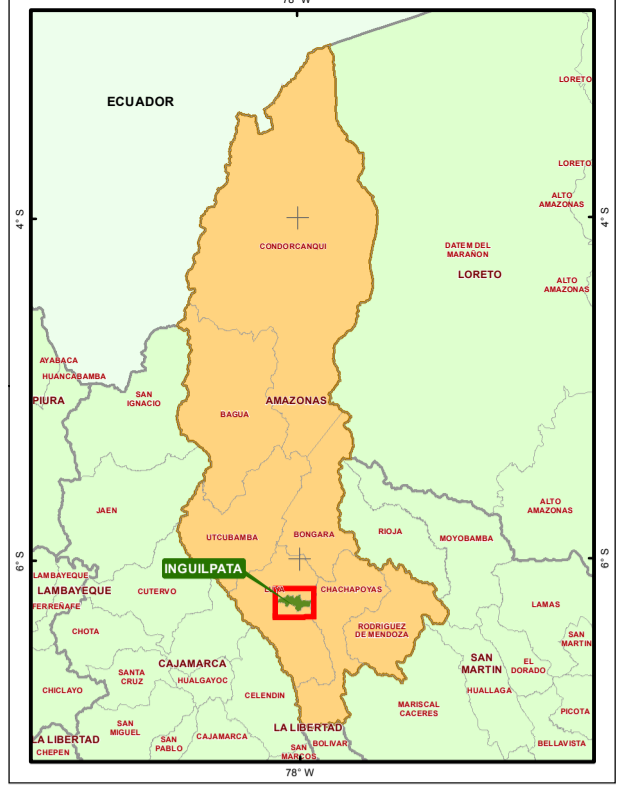 78° W
ECUADOR
LORETO
LORETO
ALTO
AMAZONAS
4° S
4° S
CONDORCANQUI
DATEM DEL
MARAÑON
LORETO
ALTO
AMAZONAS
AYABACA
HUANCABAMBA
PIURA
SAN
IGNACIO
AMAZONAS
BAGUA
JAEN
ALTO
AMAZONAS
UTCUBAMBA
BONGARA
RIOJA
MOYOBAMBA
6° S
6° S
INGUILPATA
LAMBAYEQUE
LAMBAYEQUE
FERREÑAFE
CUTERVO
CHACHAPOYAS
LAMAS
CHOTA
RODRIGUEZ
DE MENDOZA
SAN
MARTIN
CAJAMARCA
SAN
MARTIN
EL
DORADO
SANTA
CRUZ
HUALGAYOC
CHICLAYO
CELENDIN
HUALLAGA
MARISCAL
CACERES
PICOTA
SAN
MIGUEL
LA LIBERTAD
LA LIBERTAD
SAN
PABLO
CAJAMARCA
BOLIVAR
BELLAVISTA
CHEPEN
SAN
MARCOS
78° W